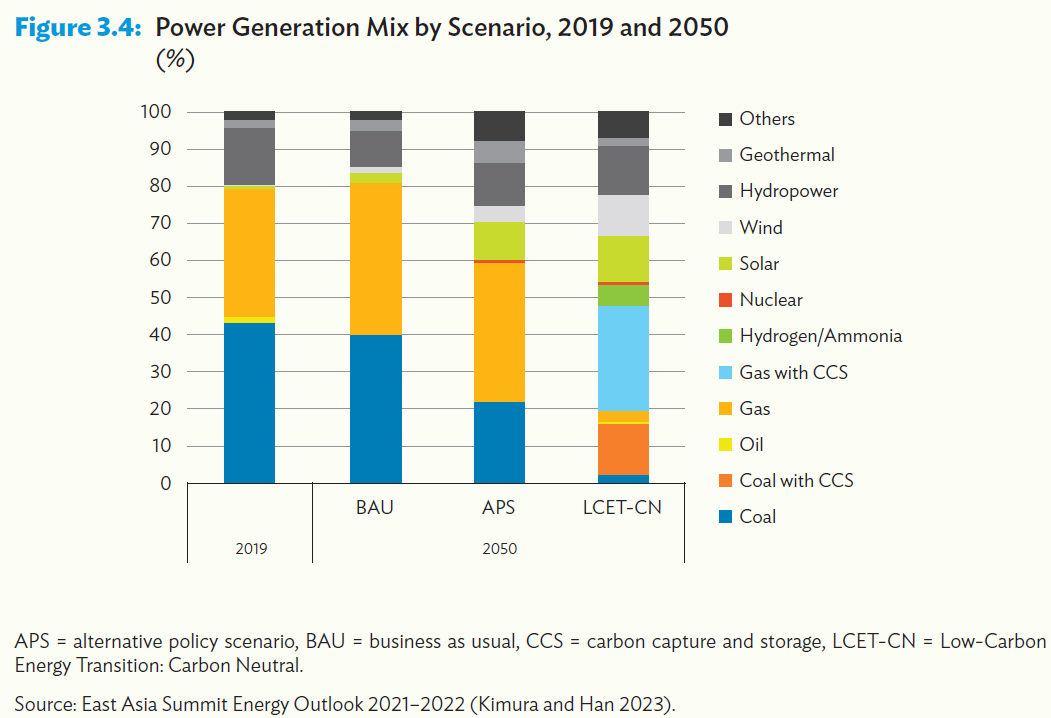 Figure 3.4: Power Generation Mix by Scenario, 2019 and 2050
(%)
100
90
80
70
60
50
40
30
20
10
0
BAU
APS
LCET-CN
2019
2050
Others
Geothermal
Hydropower
Wind
Solar
Nuclear
Hydrogen/Ammonia
Gas with CCS
Gas
Oil
Coal with CCS
Coal
APS = alternative policy scenario, BAU = business as usual, CCS = carbon capture and storage, LCET-CN = Low-Carbon
Energy Transition: Carbon Neutral.
Source: East Asia Summit Energy Outlook 2021–2022 (Kimura and Han 2023).